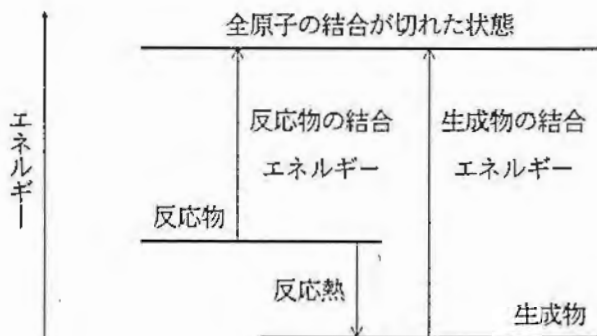 全原子の結合が切れた状態
エネルギー
反応物の結合
エネルギー
生成物の結合
エネルギー
反応物
反応熱
生成物